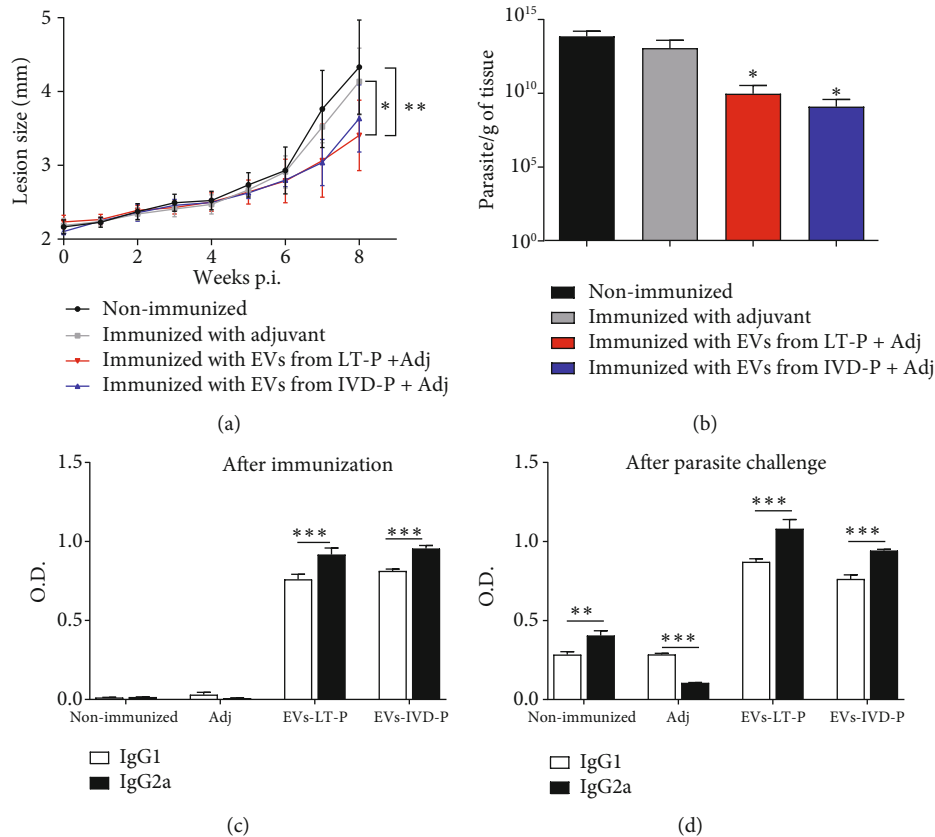 5
4
3
2
Lesion size (mm)
0 2 4 6 8
Weeks p.i.
* **
Non-immunized
Immunized with adjuvant
Immunized with EVs from LT-P +Adj
Immunized with EVs from IVD-P + Adj
(a)
10^15
10^10
10^5
10^0
Parasite/g of tissue
* *
Non-immunized
Immunized with adjuvant
Immunized with EVs from LT-P + Adj
Immunized with EVs from IVD-P + Adj
(b)
After immunization
1.5
1.0
0.5
0.0
O.D.
*** ***
Non-immunized Adj EVs-LT-P EVs-IVD-P
IgG1
IgG2a
(c)
After parasite challenge
1.5
1.0
0.5
0.0
O.D.
** *** *** ***
Non-immunized Adj EVs-LT-P EVs-IVD-P
IgG1
IgG2a
(d)